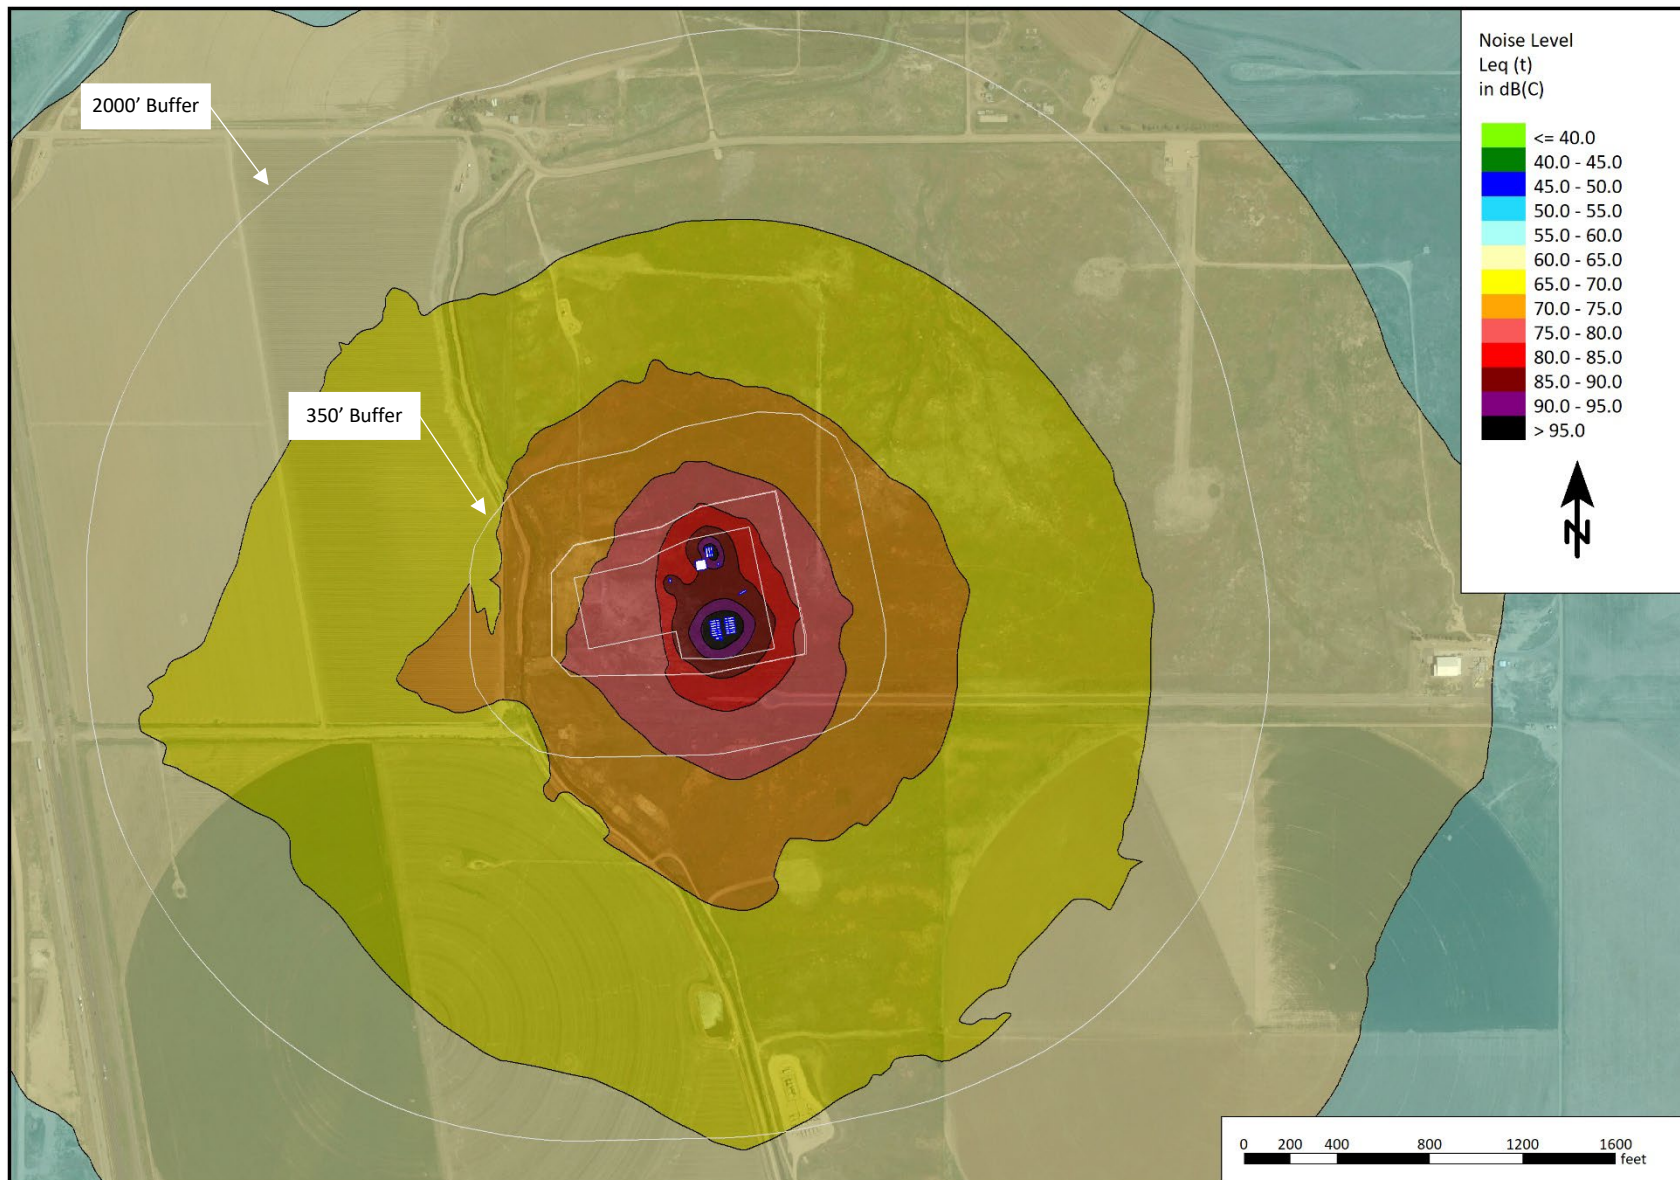 2000’ Buffer
350’ Buffer
Noise Level
Leq (t)
in dB(C)
<= 40.0
40.0 - 45.0
45.0 - 50.0
50.0 - 55.0
55.0 - 60.0
60.0 - 65.0
65.0 - 70.0
70.0 - 75.0
75.0 - 80.0
80.0 - 85.0
85.0 - 90.0
90.0 - 95.0
> 95.0
N
0 200 400 800 1200 1600
feet